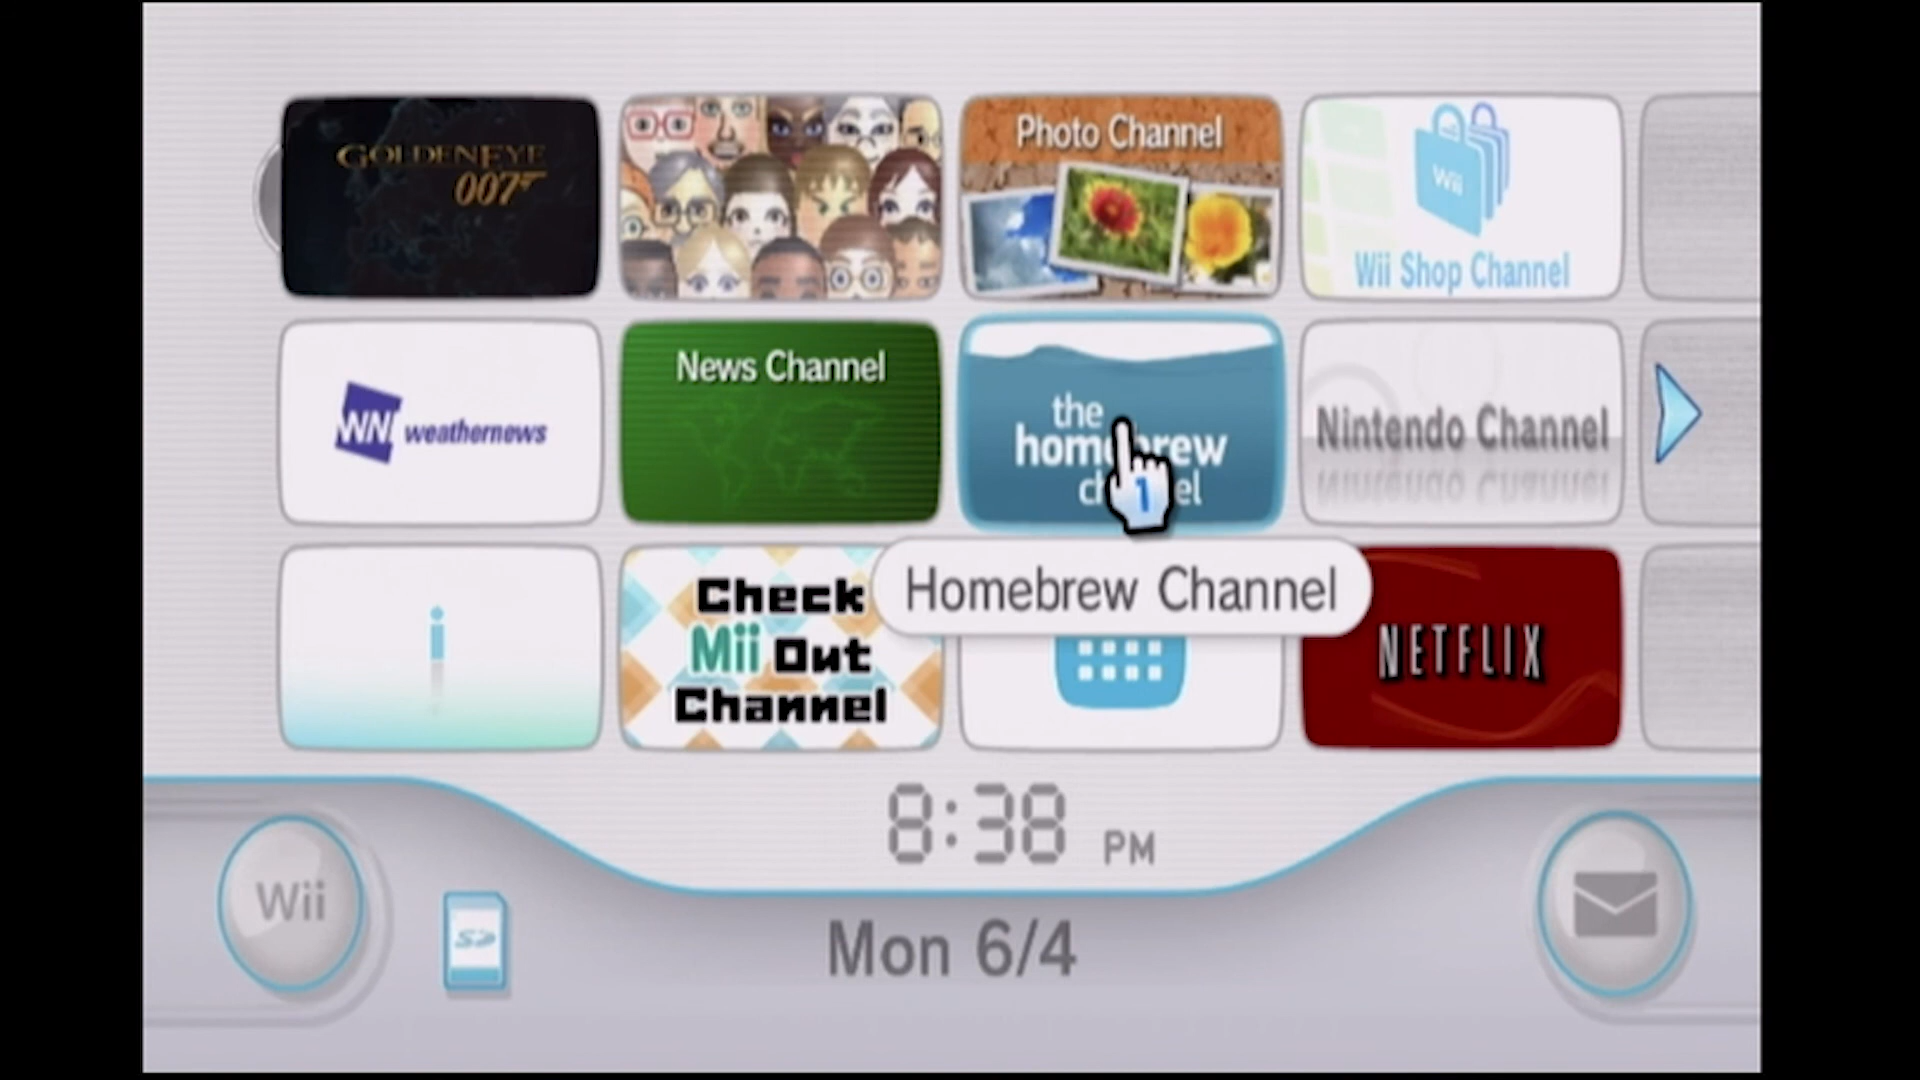 GOLDENEYE
007
Photo Channel
Wii
Wii Shop Channel
WN weathernews
News Channel
the
homebrew
channel
1
Nintendo Channel
i
Check
Mii Out
Channel
Homebrew Channel
NETFLIX
8:38 PM
Wii
SD
Mon 6/4